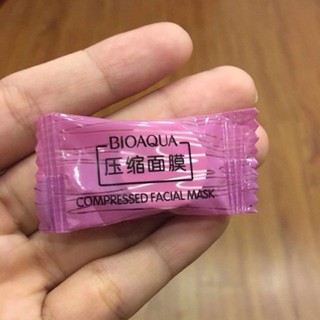 BIOAQUA
压缩面膜
COMPRESSED FACIAL MASK